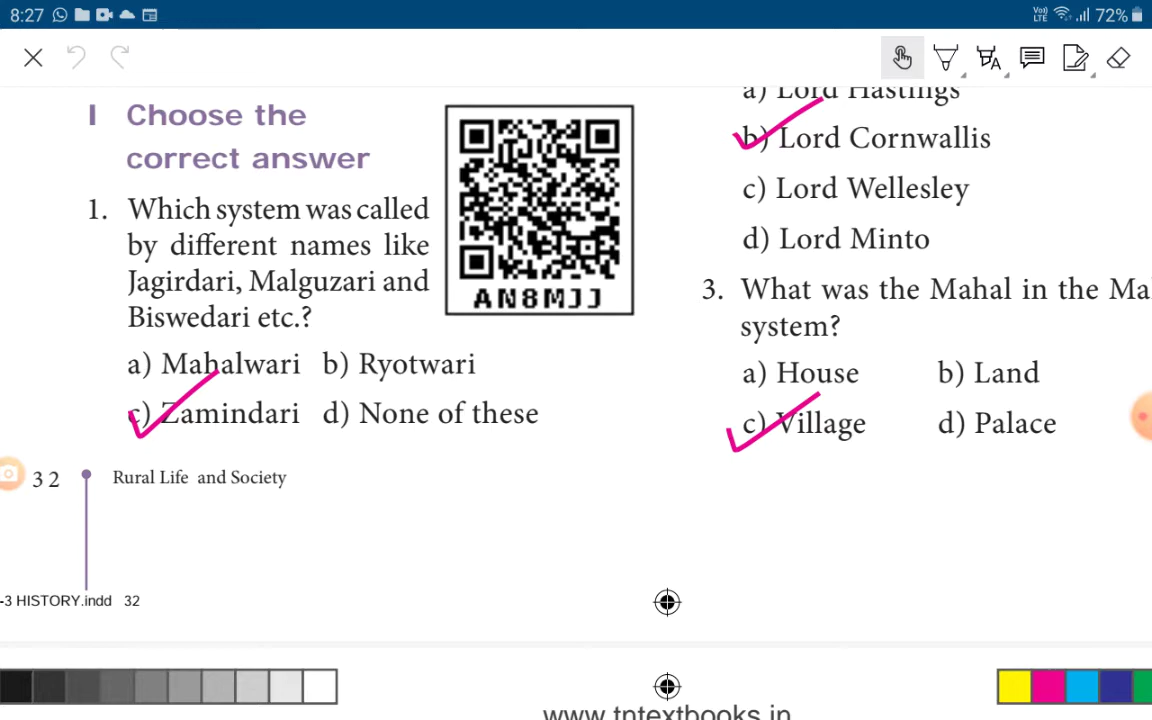 8:27
Vo) LTE 72%
I Choose the
correct answer
AN8MJJ
1. Which system was called
by different names like
Jagirdari, Malguzari and
Biswedari etc.?
a) Mahalwari b) Ryotwari
c) Zamindari d) None of these
32 Rural Life and Society
-3 HISTORY.indd 32
a) Lord Hastings
b) Lord Cornwallis
c) Lord Wellesley
d) Lord Minto
3. What was the Mahal in the Ma
system?
a) House b) Land
c) Village d) Palace
www.tntextbooks.in